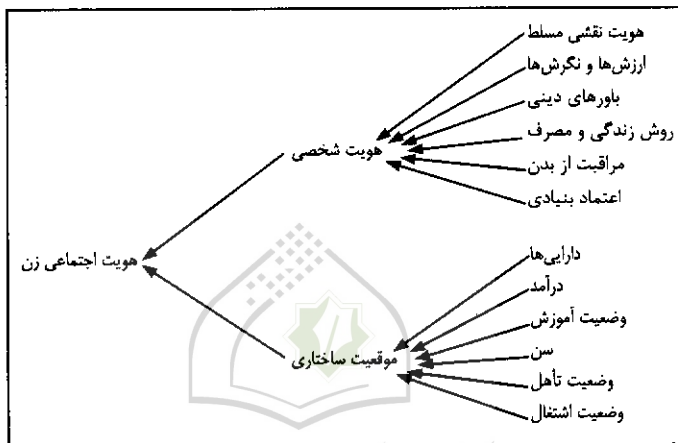 هویت نقشی مسلط
ارزش‌ها و نگرش‌ها
باورهای دینی
روش زندگی و مصرف
مراقبت از بدن
اعتماد بنیادی
هویت شخصی
هویت اجتماعی زن
دارایی‌ها
درآمد
وضعیت آموزش
سن
وضعیت تأهل
وضعیت اشتغال
موقعیت ساختاری